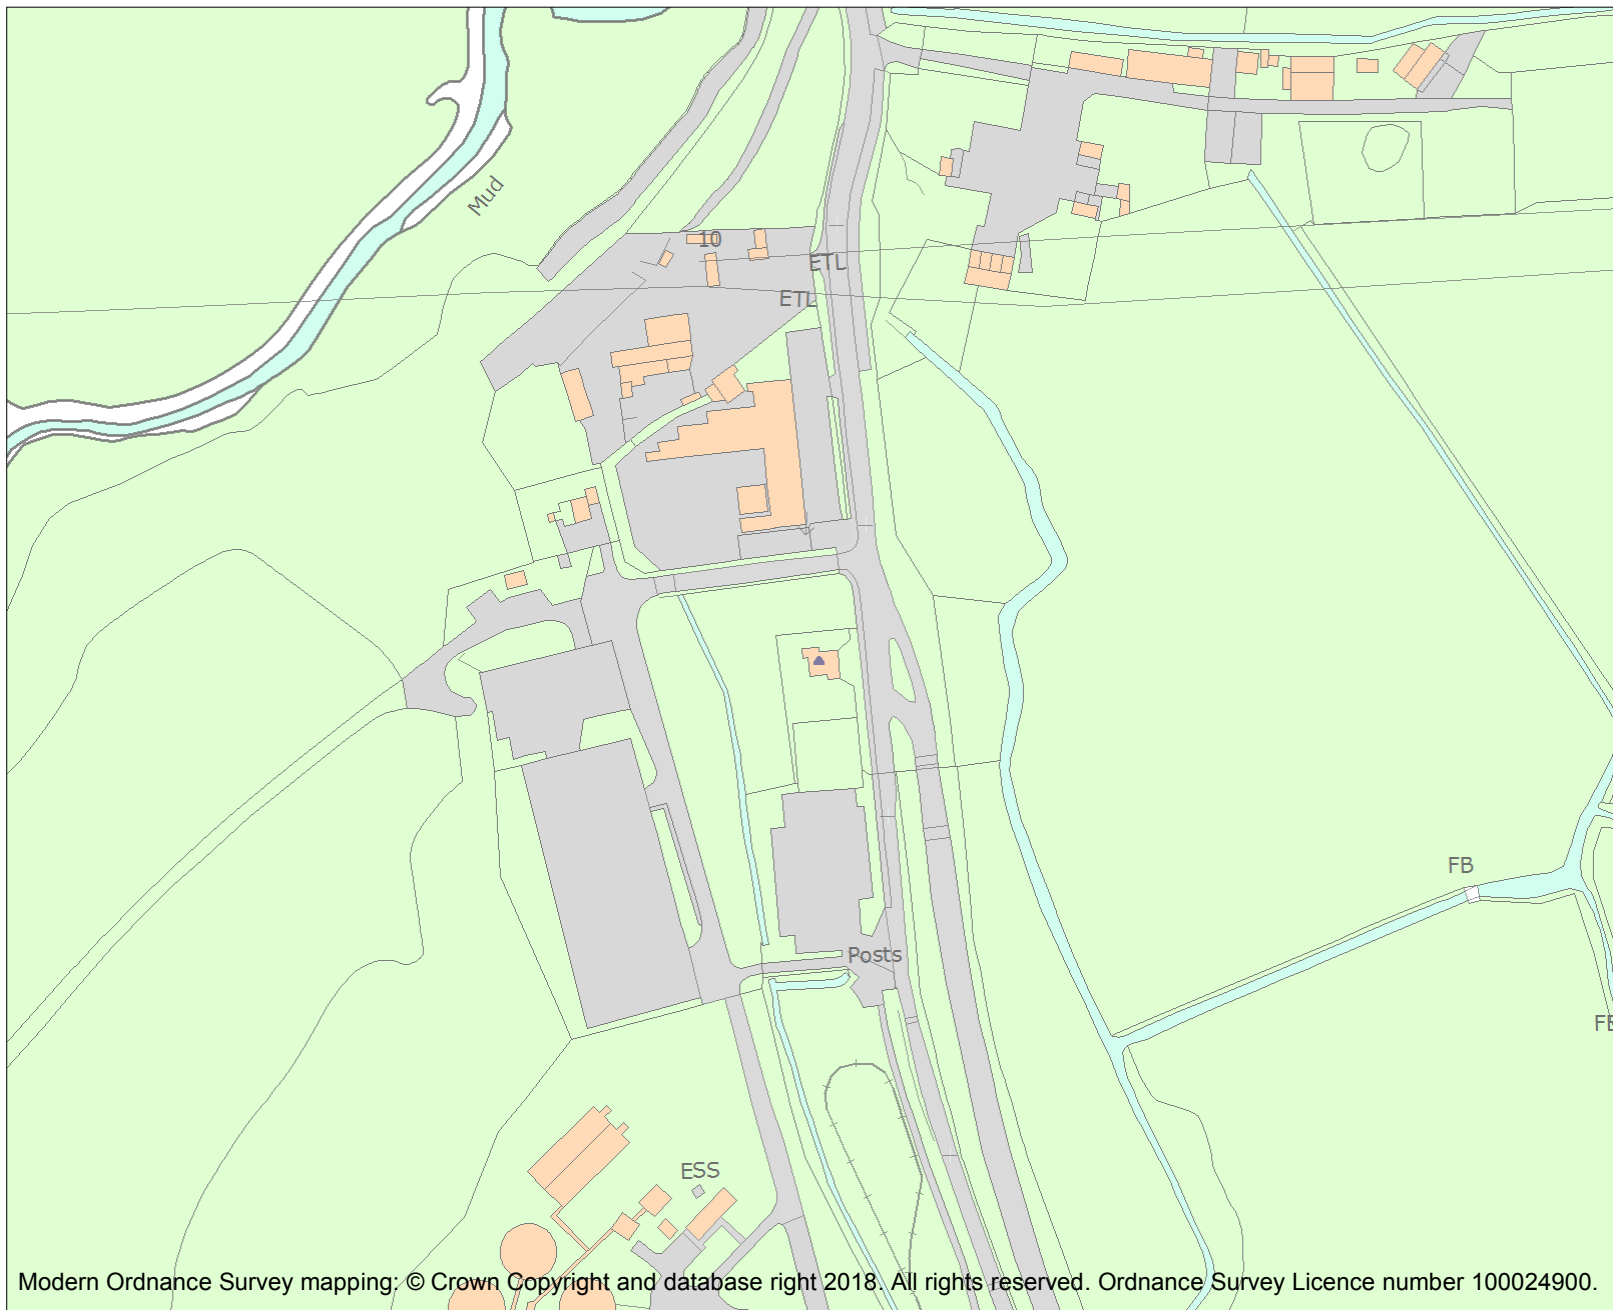 Mud
10
ETL
ETL
FB
Posts
ESS
Modern Ordnance Survey mapping: © Crown Copyright and database right 2018. All rights reserved. Ordnance Survey Licence number 100024900.